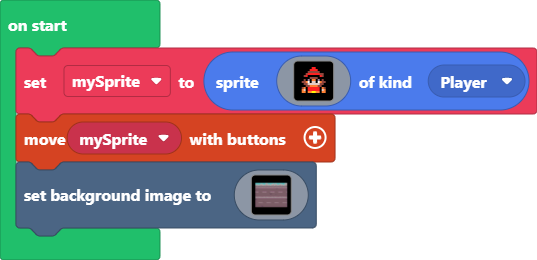 on start
set mySprite to sprite of kind Player
move mySprite with buttons
set background image to